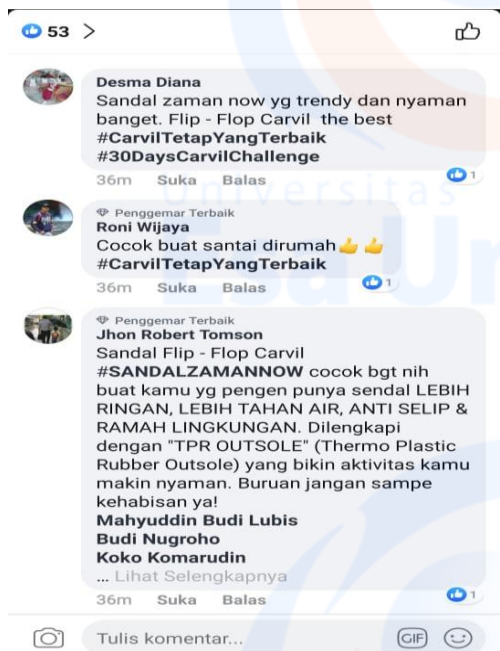 53 >
Desma Diana
Sandal zaman now yg trendy dan nyaman
banget. Flip - Flop Carvil the best
#CarvilTetapYangTerbaik
#30DaysCarvilChallenge
36m Suka Balas 1
Universitas
Penggemar Terbaik
Roni Wijaya
Cocok buat santai dirumah👍👍
#CarvilTetapYangTerbaik
36m Suka Balas 1
Esa Un
Penggemar Terbaik
Jhon Robert Tomson
Sandal Flip - Flop Carvil
#SANDALZAMANNOW cocok bgt nih
buat kamu yg pengen punya sendal LEBIH
RINGAN, LEBIH TAHAN AIR, ANTI SELIP &
RAMAH LINGKUNGAN. Dilengkapi
dengan "TPR OUTSOLE" (Thermo Plastic
Rubber Outsole) yang bikin aktivitas kamu
makin nyaman. Buruan jangan sampe
kehabisan ya!
Mahyuddin Budi Lubis
Budi Nugroho
Koko Komarudin
... Lihat Selengkapnya
36m Suka Balas 1
Tulis komentar... GIF